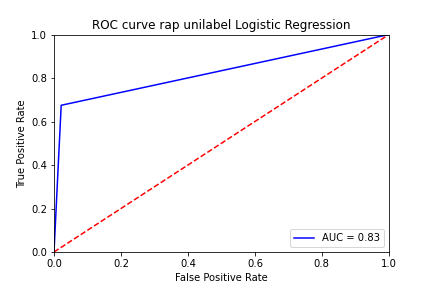 ROC curve rap unilabel Logistic Regression
1.0
0.8
0.6
0.4
0.2
0.0
True Positive Rate
AUC = 0.83
0.0 0.2 0.4 0.6 0.8 1.0
False Positive Rate